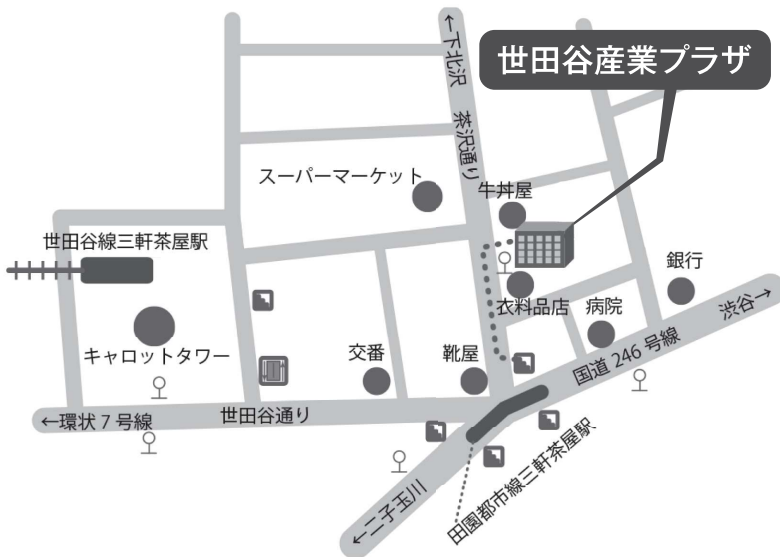 ←下北沢
茶沢通り
世田谷産業プラザ
スーパーマーケット
牛丼屋
世田谷線三軒茶屋駅
銀行
衣料品店
病院
渋谷→
キャロットタワー
交番
靴屋
国道 246 号線
←環状 7 号線
世田谷通り
←二子玉川
田園都市線三軒茶屋駅